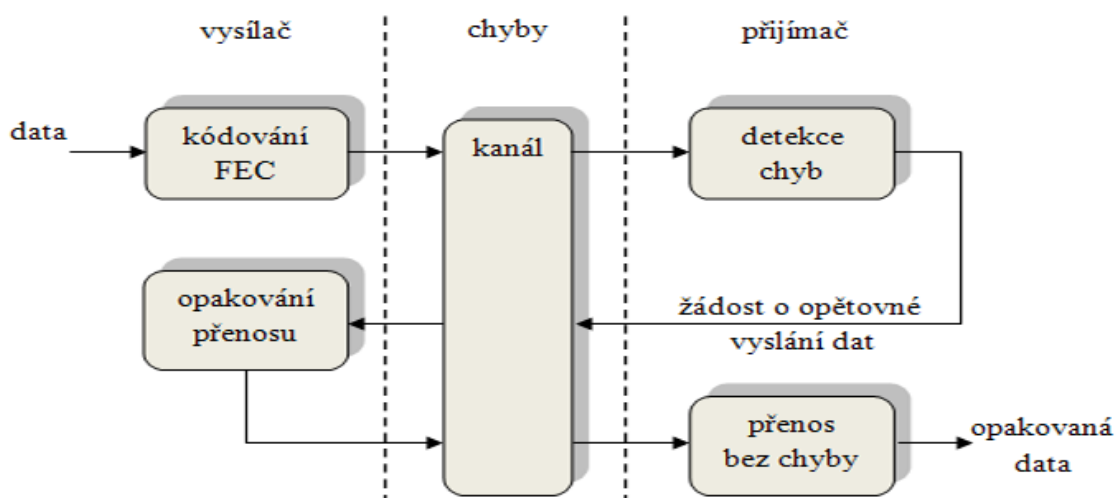 vysílač
chyby
přijímač
data
kódování
FEC
kanál
detekce
chyb
opakování
přenosu
žádost o opětovné
vyslání dat
přenos
bez chyby
opakovaná
data